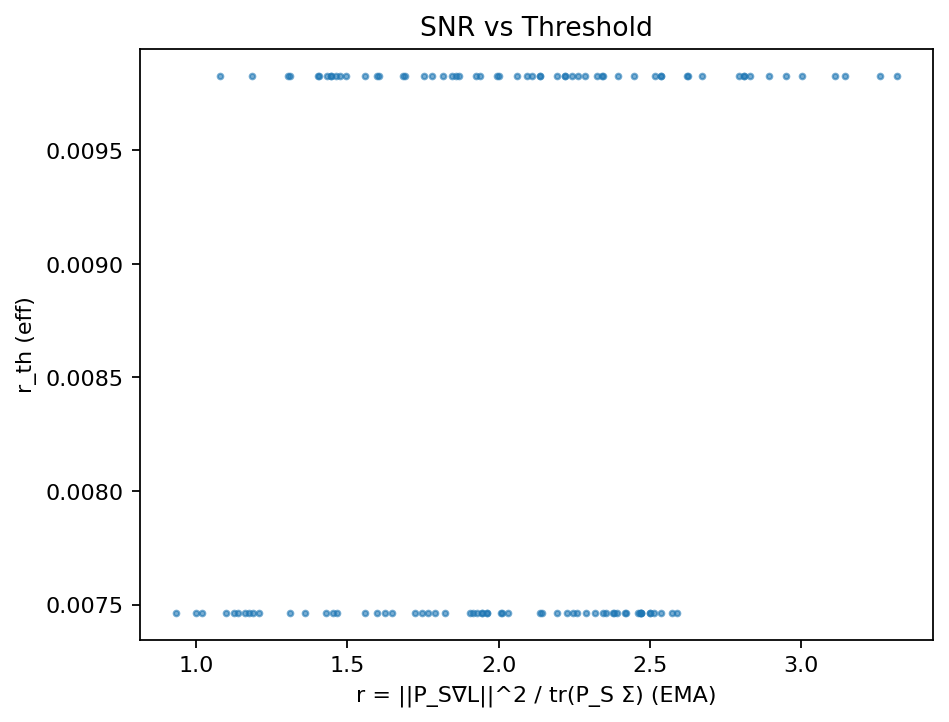 SNR vs Threshold
r_th (eff)
0.0095
0.0090
0.0085
0.0080
0.0075
1.0 1.5 2.0 2.5 3.0
r = ||P_S∇L||^2 / tr(P_S Σ) (EMA)